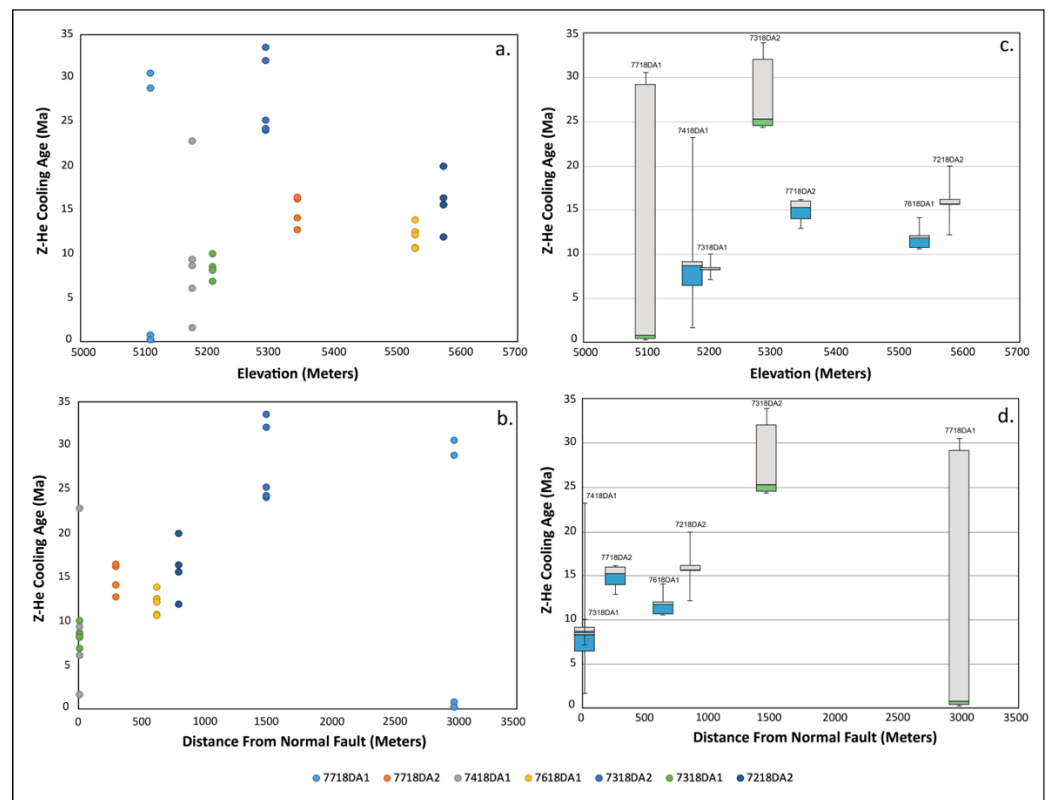 a.
Z-He Cooling Age (Ma)
35
30
25
20
15
10
5
0
5000 5100 5200 5300 5400 5500 5600 5700
Elevation (Meters)
c.
Z-He Cooling Age (Ma)
35
30
25
20
15
10
5
0
7718DA1
7418DA1
7318DA1
7318DA2
7718DA2
7618DA1
7218DA2
5000 5100 5200 5300 5400 5500 5600 5700
Elevation (Meters)
b.
Z-He Cooling Age (Ma)
35
30
25
20
15
10
5
0
0 500 1000 1500 2000 2500 3000 3500
Distance From Normal Fault (Meters)
d.
Z-He Cooling Age (Ma)
35
30
25
20
15
10
5
0
7418DA1
7318DA1
7718DA2
7618DA1
7218DA2
7318DA2
7718DA1
0 500 1000 1500 2000 2500 3000 3500
Distance From Normal Fault (Meters)
7718DA1 7718DA2 7418DA1 7618DA1 7318DA2 7318DA1 7218DA2